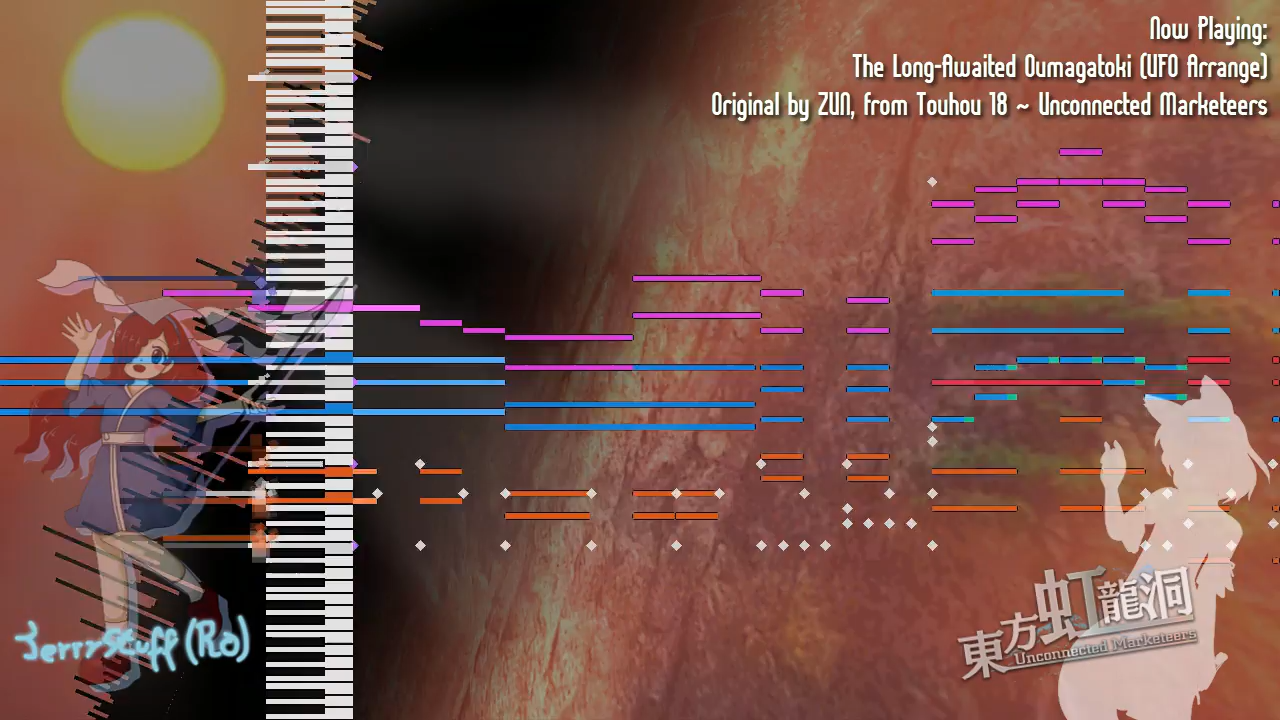 Now Playing:
The Long-Awaited Oumagatoki (UFO Arrange)
Original by ZUN, from Touhou 18 ~ Unconnected Marketeers
JerryStuff (Ro)
東方虹龍洞
Unconnected Marketeers